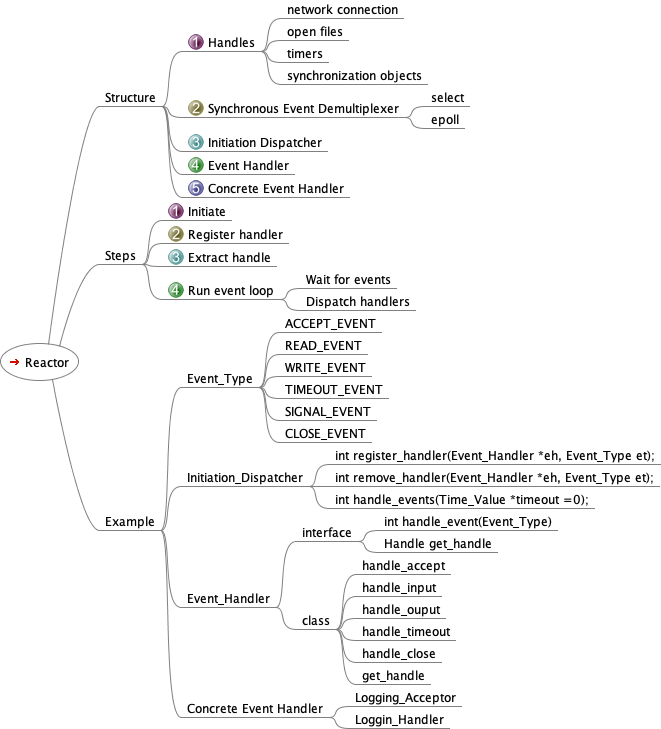 Reactor
Structure
1 Handles
network connection
open files
timers
synchronization objects
2 Synchronous Event Demultiplexer
select
epoll
3 Initiation Dispatcher
4 Event Handler
5 Concrete Event Handler
Steps
1 Initiate
2 Register handler
3 Extract handle
4 Run event loop
Wait for events
Dispatch handlers
Example
Event_Type
ACCEPT_EVENT
READ_EVENT
WRITE_EVENT
TIMEOUT_EVENT
SIGNAL_EVENT
CLOSE_EVENT
Initiation_Dispatcher
int register_handler(Event_Handler *eh, Event_Type et);
int remove_handler(Event_Handler *eh, Event_Type et);
int handle_events(Time_Value *timeout =0);
Event_Handler
interface
int handle_event(Event_Type)
Handle get_handle
class
handle_accept
handle_input
handle_ouput
handle_timeout
handle_close
get_handle
Concrete Event Handler
Logging_Acceptor
Loggin_Handler